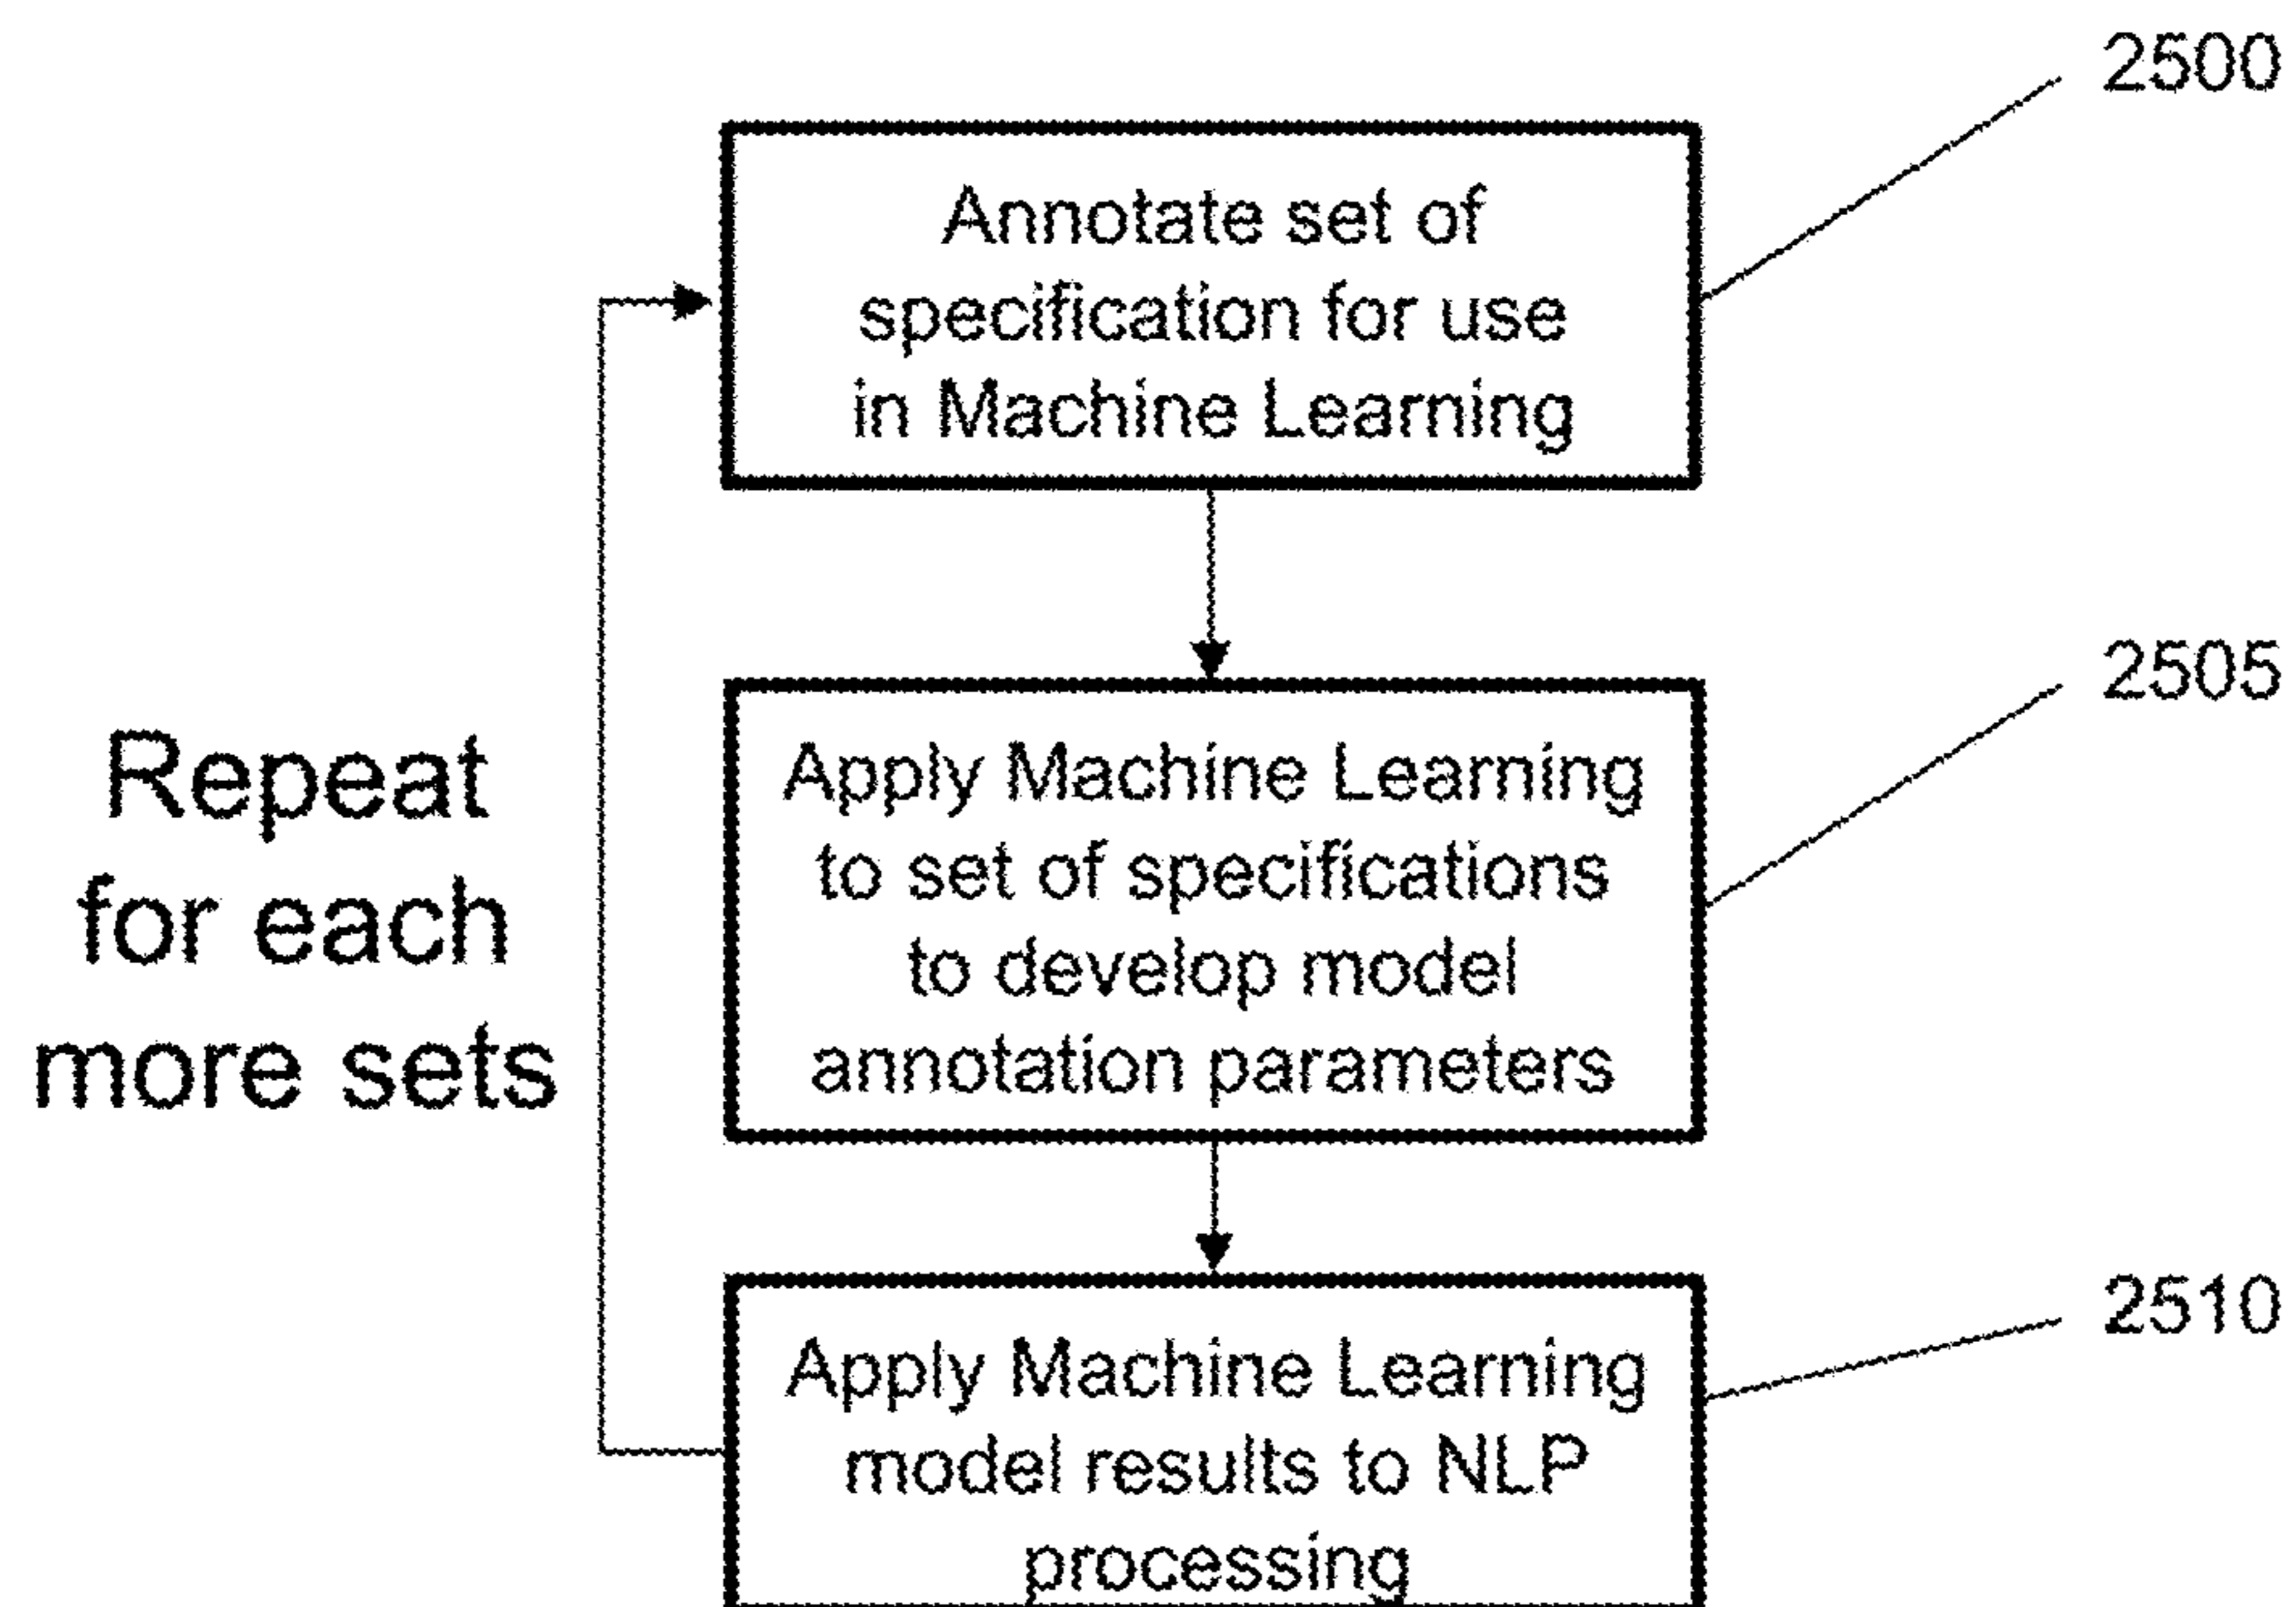 2500
Annotate set of
specification for use
in Machine Learning
2505
Apply Machine Learning
to set of specifications
to develop model
annotation parameters
Repeat
for each
more sets
2510
Apply Machine Learning
model results to NLP
processing